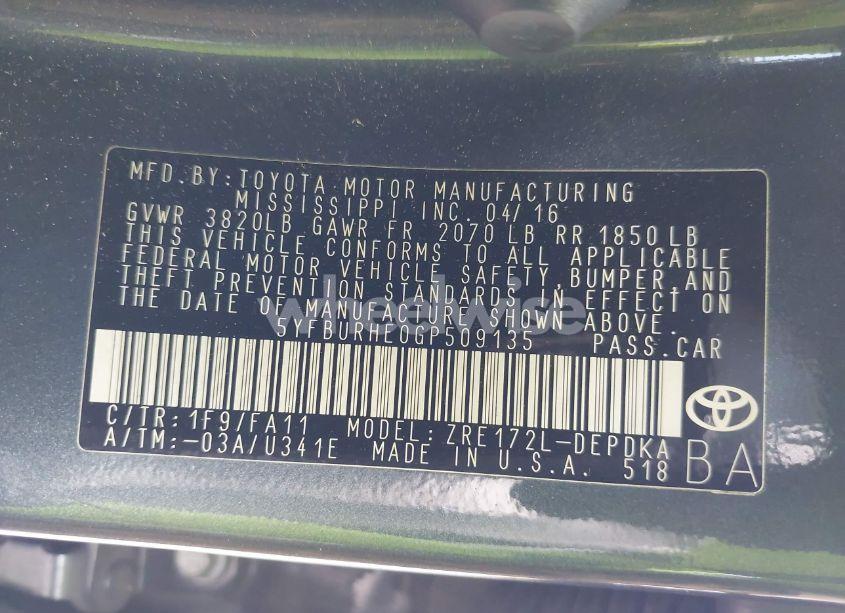 MFD.BY:TOYOTA MOTOR MANUFACTURING
MISSISSIPPI INC. 04/16
GVWR 3820LB GAWR FR 2070 LB RR 1850 LB
THIS VEHICLE CONFORMS TO ALL APPLICABLE
FEDERAL MOTOR VEHICLE SAFETY,BUMPER,AND
THEFT PREVENTION STANDARDS IN EFFECT ON
THE DATE OF MANUFACTURE SHOWN ABOVE.
wheelwise
5YFBURHE0GP509135 PASS.CAR
C/TR:1F9/FA11 MODEL: ZRE172L-DEPDKA
A/TM:-03A/U341E MADE IN U.S.A. 518
BA